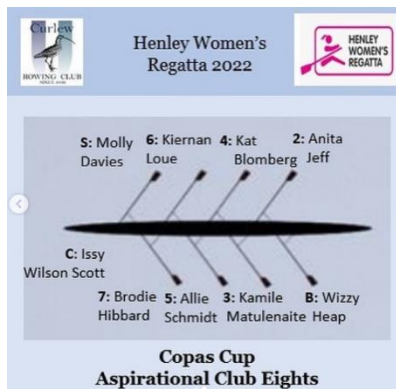 Curlew
ROWING CLUB
Henley Women's
Regatta 2022
HENLEY
WOMEN'S
REGATTA
S: Molly
Davies
6: Kiernan
Loue
4: Kat
Blomberg
2: Anita
Jeff
C: Issy
Wilson Scott
7: Brodie
Hibbard
5: Allie
Schmidt
3: Kamile
Matulenaite
B: Wizzy
Heap
Copas Cup
Aspirational Club Eights